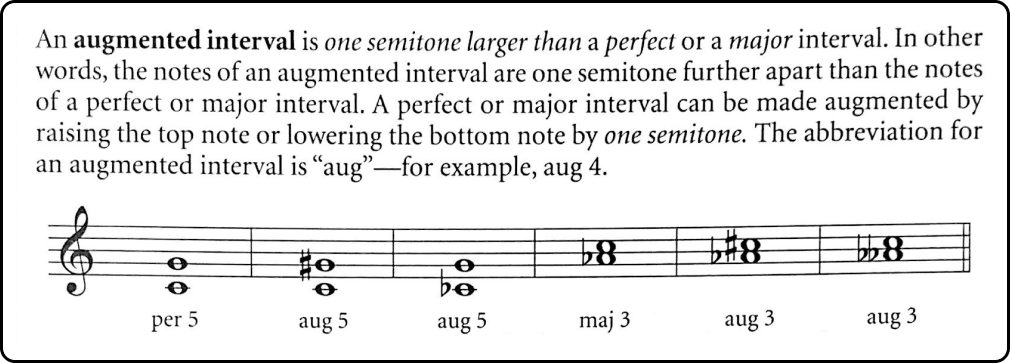 An augmented interval is one semitone larger than a perfect or a major interval. In other
words, the notes of an augmented interval are one semitone further apart than the notes
of a perfect or major interval. A perfect or major interval can be made augmented by
raising the top note or lowering the bottom note by one semitone. The abbreviation for
an augmented interval is “aug”—for example, aug 4.
per 5 aug 5 aug 5 maj 3 aug 3 aug 3